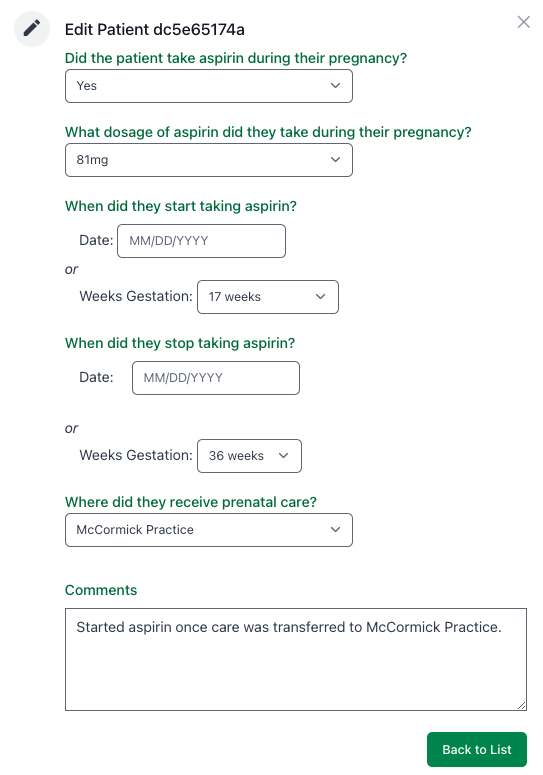 Edit Patient dc5e65174a
Did the patient take aspirin during their pregnancy?
Yes
What dosage of aspirin did they take during their pregnancy?
81mg
When did they start taking aspirin?
Date: MM/DD/YYYY
or
Weeks Gestation: 17 weeks
When did they stop taking aspirin?
Date: MM/DD/YYYY
or
Weeks Gestation: 36 weeks
Where did they receive prenatal care?
McCormick Practice
Comments
Started aspirin once care was transferred to McCormick Practice.
Back to List